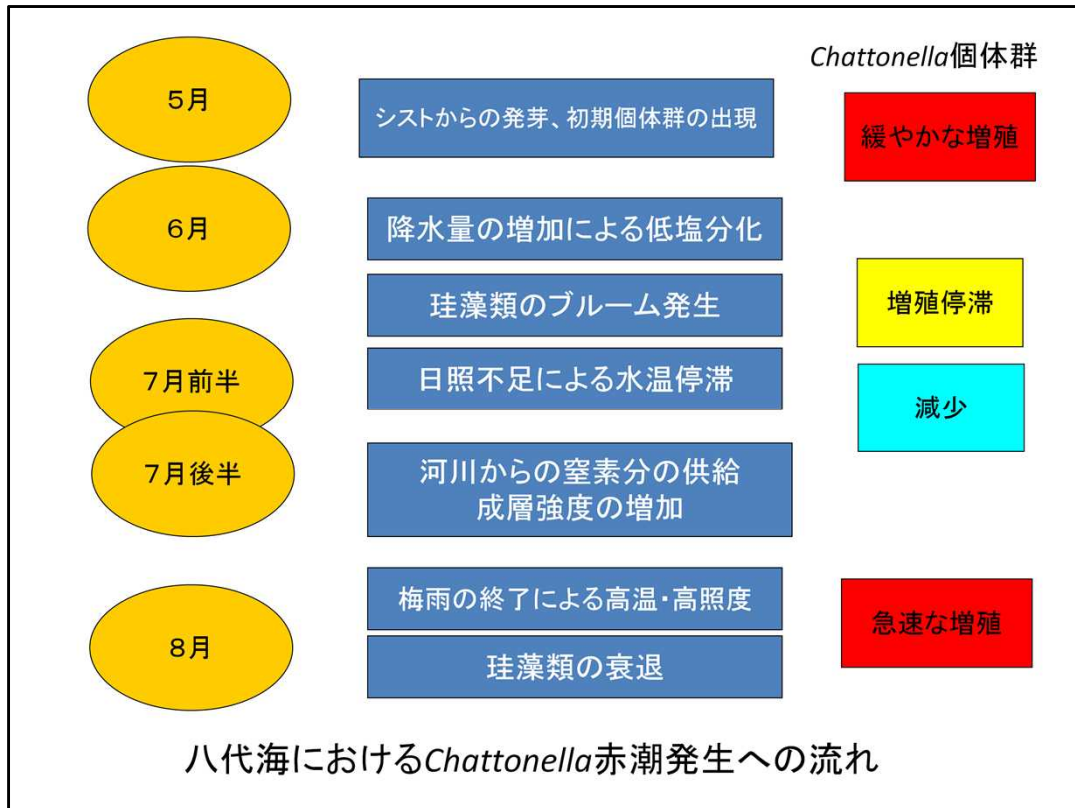 Chattonella個体群
5月
シストからの発芽、初期個体群の出現
緩やかな増殖
6月
降水量の増加による低塩分化
珪藻類のブルーム発生
増殖停滞
7月前半
日照不足による水温停滞
減少
7月後半
河川からの窒素分の供給
成層強度の増加
8月
梅雨の終了による高温・高照度
珪藻類の衰退
急速な増殖
八代海におけるChattonella赤潮発生への流れ